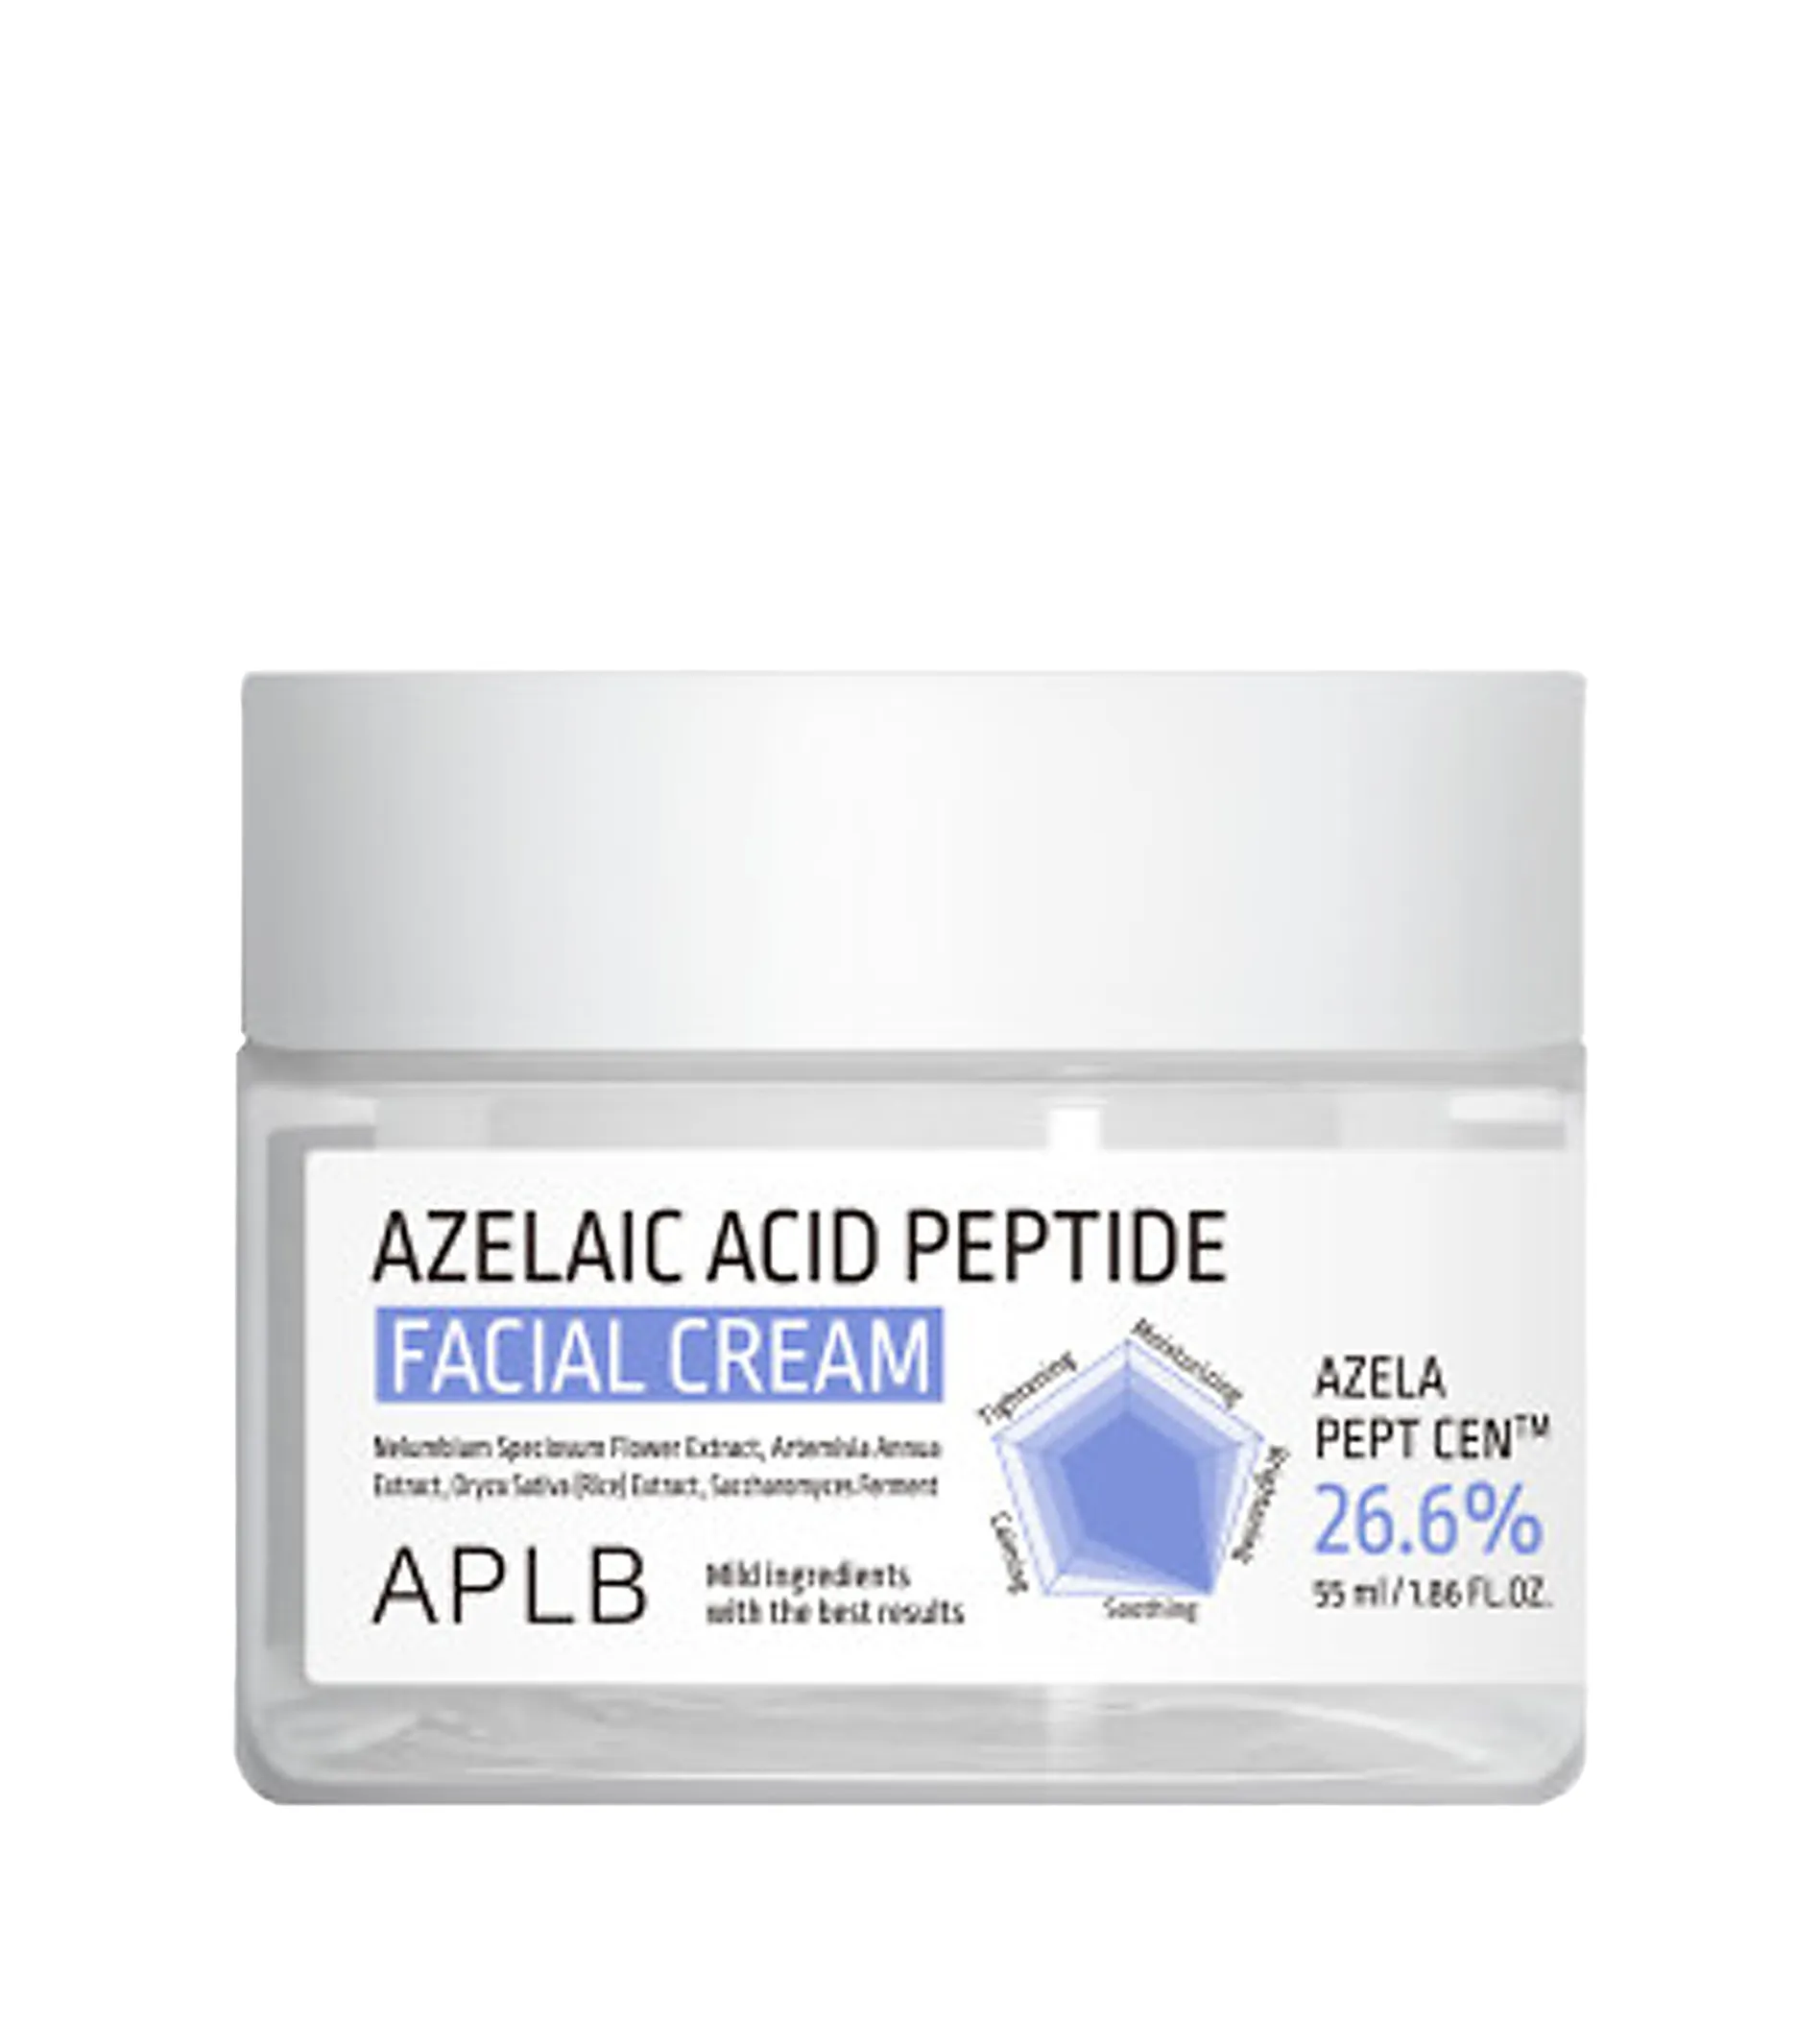 AZELAIC ACID PEPTIDE
FACIAL CREAM
Nelumbium Speciosum Flower Extract, Artemisia Annua
Extract, Oryza Sativa (Rice) Extract, Saccharomyces Ferment
APLB
Mild ingredients
with the best results
Tightening
Moisturizing
Brightening
Calming
Soothing
AZELA
PEPT CEN™
26.6%
55 ml / 1.86 FL.OZ.